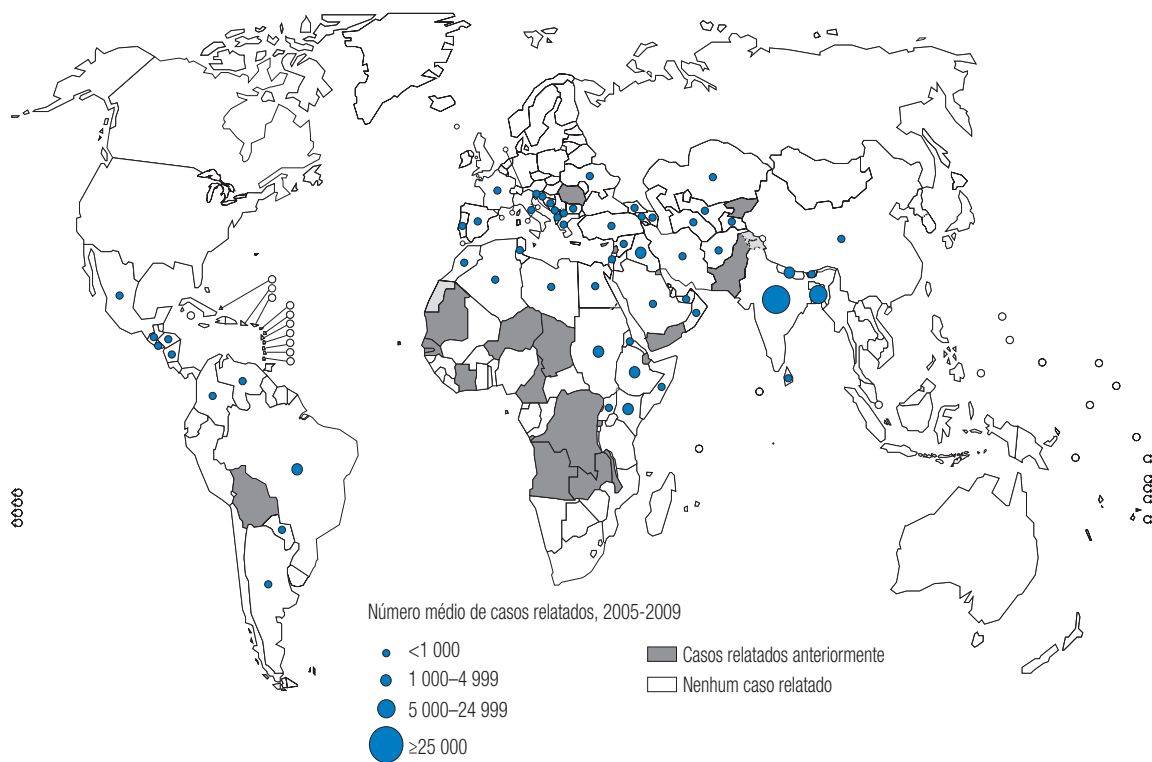 Número médio de casos relatados, 2005-2009
<1 000
1 000–4 999
5 000–24 999
≥25 000
Casos relatados anteriormente
Nenhum caso relatado